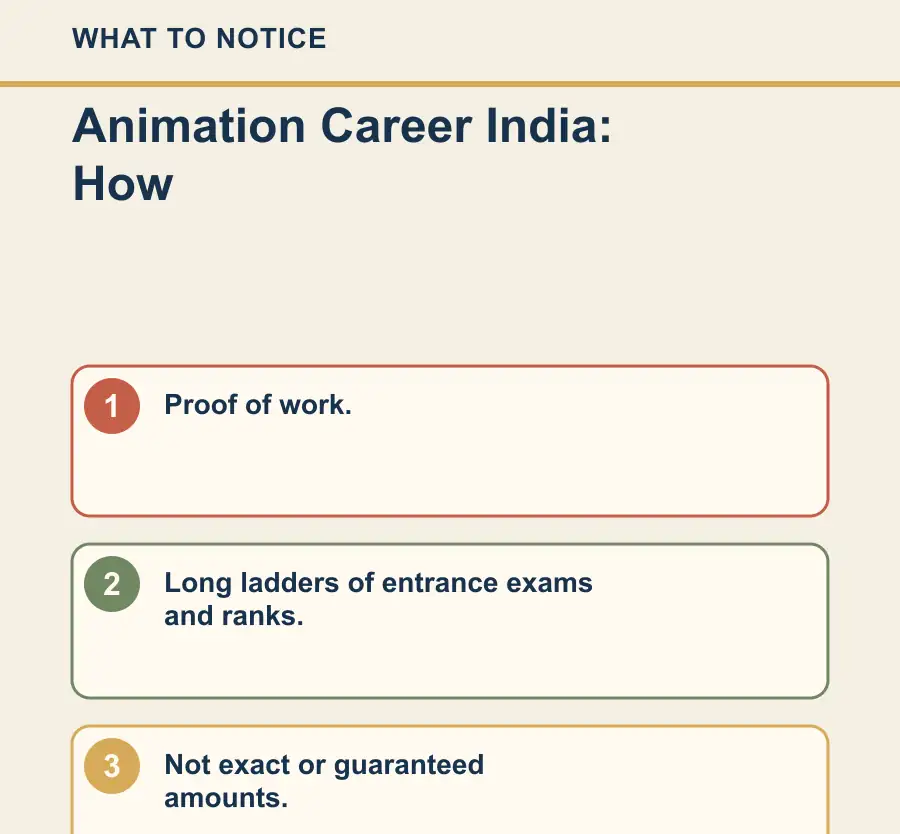 WHAT TO NOTICE
Animation Career India:
How
1
Proof of work.
2
Long ladders of entrance exams
and ranks.
3
Not exact or guaranteed
amounts.